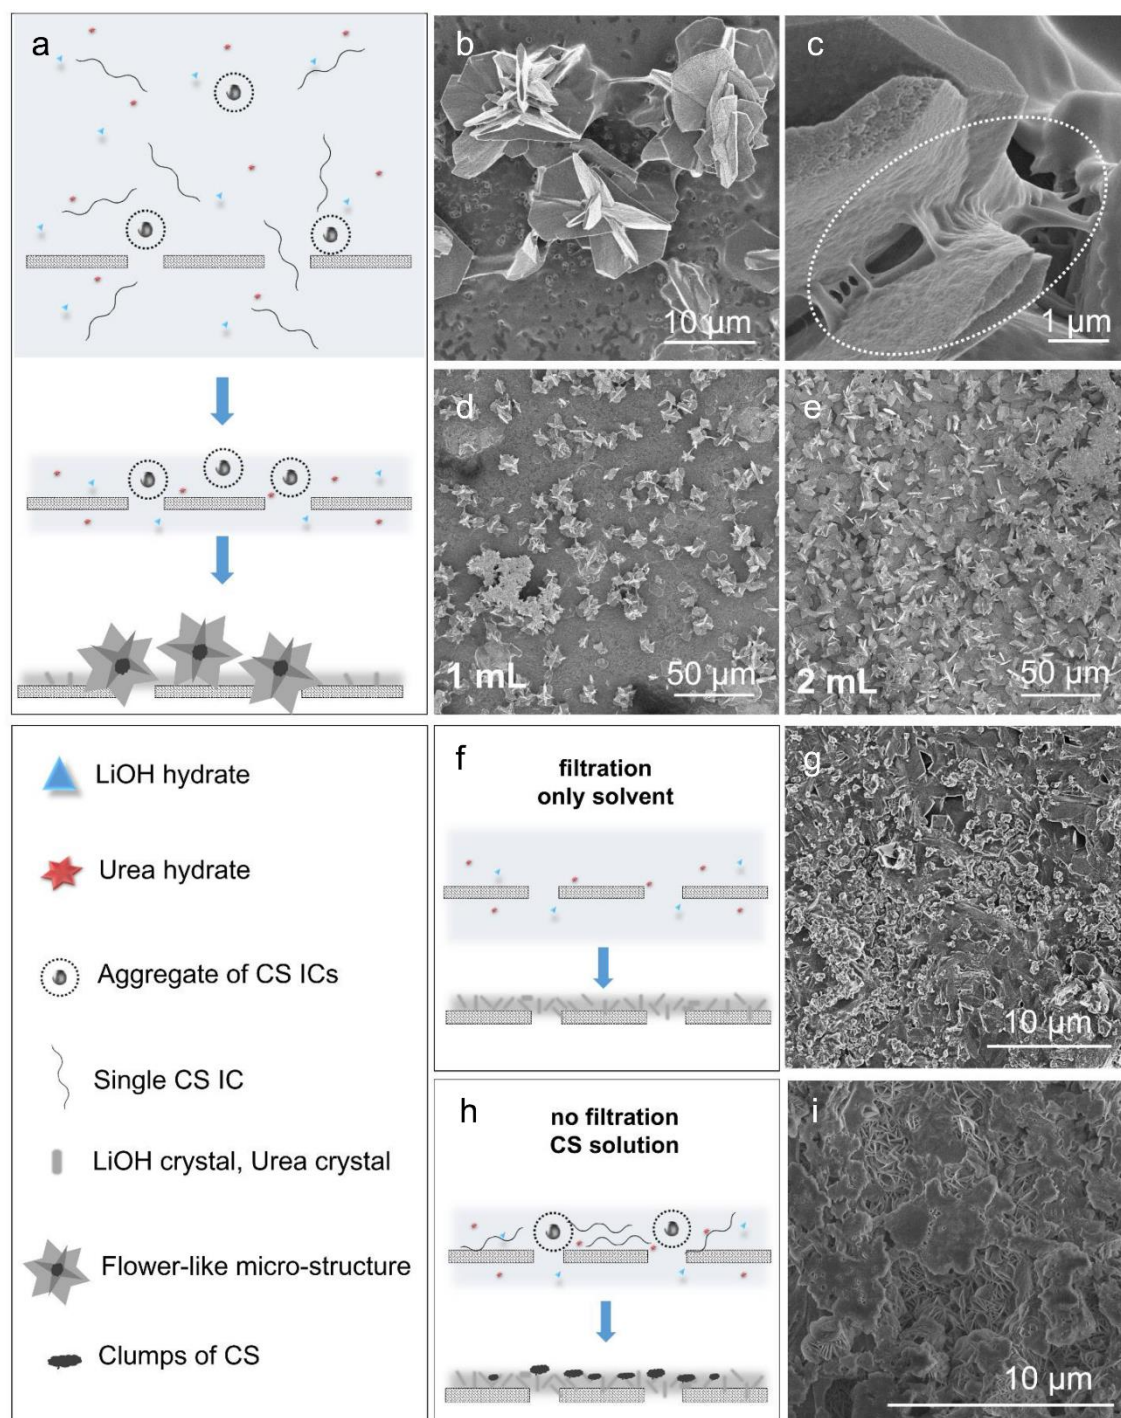 a
b
10 µm
c
1 µm
d
1 mL
50 µm
e
2 mL
50 µm
LiOH hydrate
Urea hydrate
Aggregate of CS ICs
Single CS IC
LiOH crystal, Urea crystal
Flower-like micro-structure
Clumps of CS
f
filtration
only solvent
g
10 µm
h
no filtration
CS solution
i
10 µm